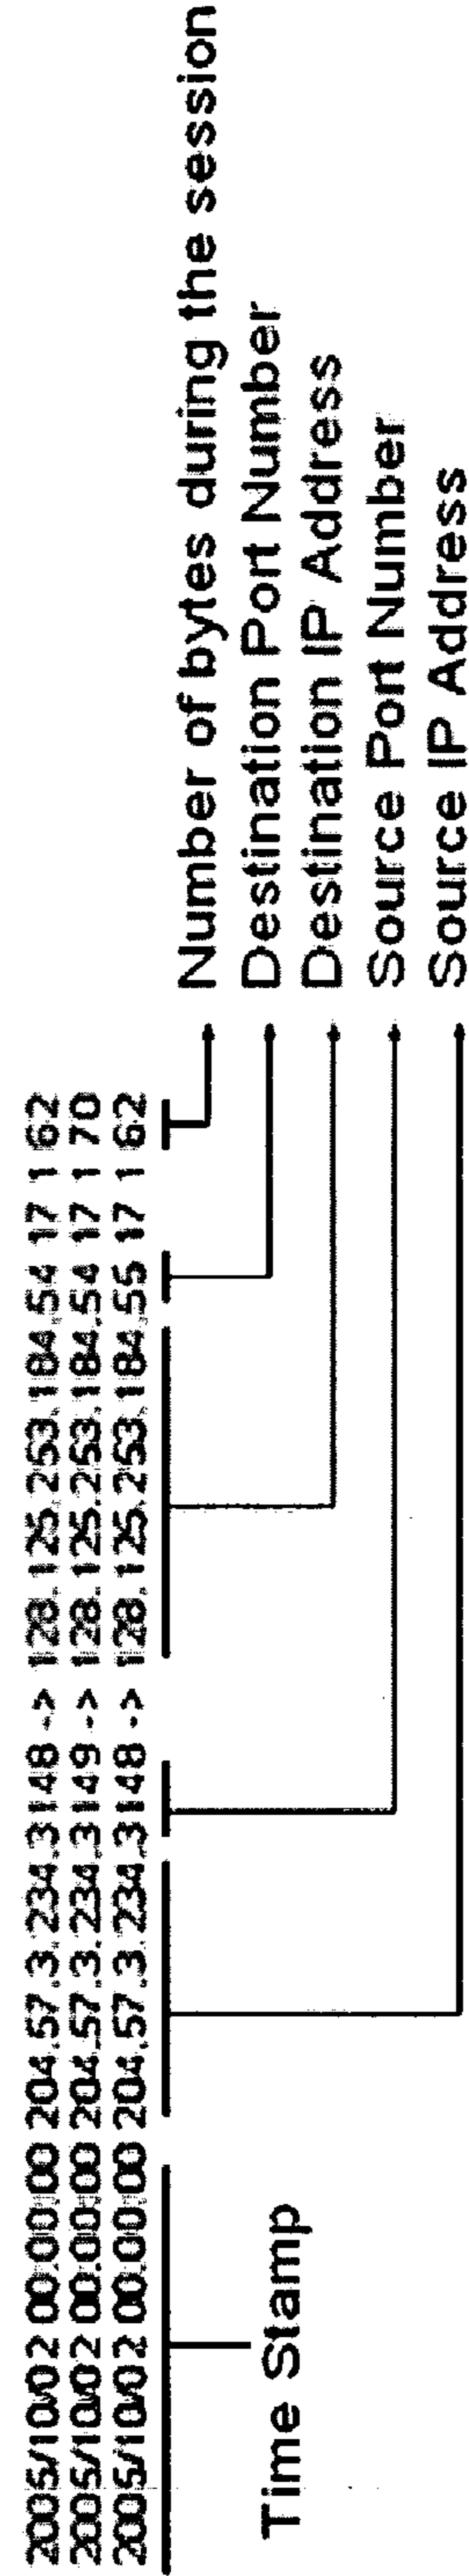 2005/10/02 00:00:00 204.57.3.234.3148 -> 128.125.253.184.54 17 1 62
2005/10/02 00:00:00 204.57.3.234.3149 -> 128.125.253.184.54 17 1 70
2005/10/02 00:00:00 204.57.3.234.3148 -> 128.125.253.184.55 17 1 62
Time Stamp
Number of bytes during the session
Destination Port Number
Destination IP Address
Source Port Number
Source IP Address